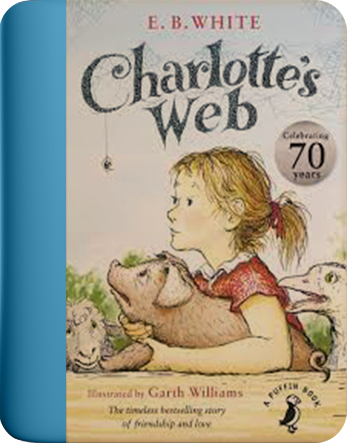 E. B. WHITE
Charlotte's
Web
Celebrating
70
years
Illustrated by Garth Williams
The timeless bestselling story
of friendship and love
A PUFFIN BOOK